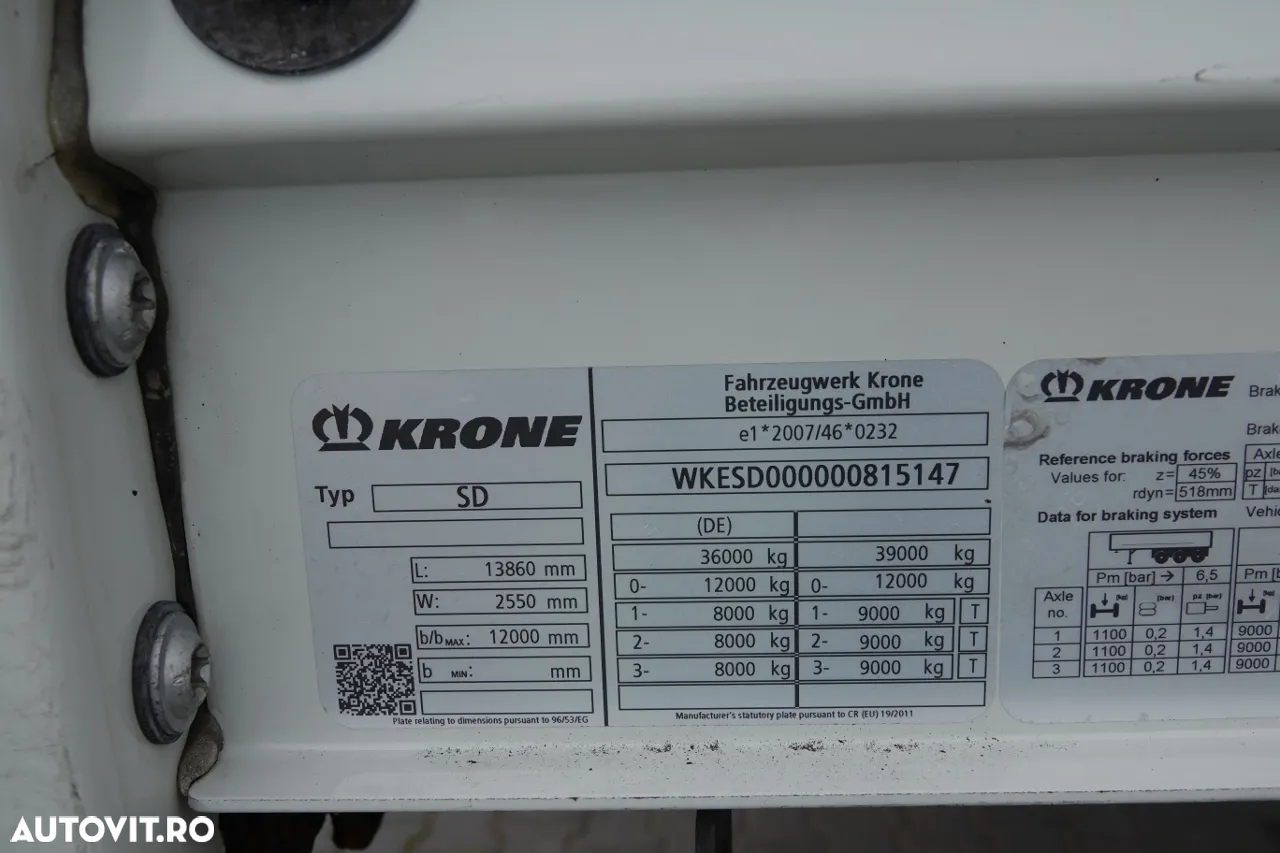 KRONE
Typ SD
L: 13860 mm
W: 2550 mm
b/bMAX: 12000 mm
b MIN: mm
Plate relating to dimensions pursuant to 96/53/EG
Fahrzeugwerk Krone
Beteiligungs-GmbH
e1*2007/46*0232
WKESD000000815147
(DE)
36000 kg 39000 kg
0- 12000 kg 0- 12000 kg
1- 8000 kg 1- 9000 kg T
2- 8000 kg 2- 9000 kg T
3- 8000 kg 3- 9000 kg T
Manufacturer's statutory plate pursuant to CR (EU) 19/2011
KRONE
Reference braking forces
Values for: z= 45%
rdyn= 518mm
Data for braking system
Pm [bar] → 6,5
Axle no.
1 1100 0,2 1,4 9000
2 1100 0,2 1,4 9000
3 1100 0,2 1,4 9000
AUTOVIT.RO